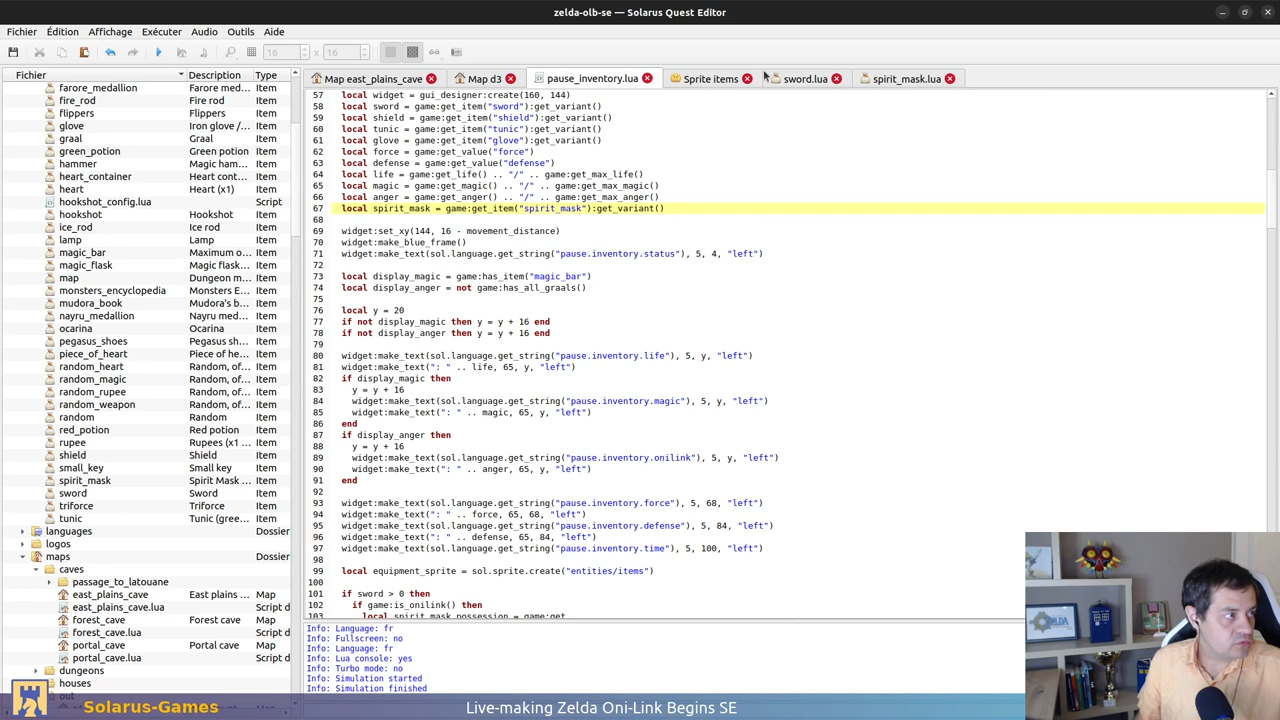 zelda-olb-se — Solarus Quest Editor
Fichier Édition Affichage Exécuter Audio Outils Aide
16 x 16
Fichier Description Type
Map east_plains_cave Map d3 pause_inventory.lua Sprite items sword.lua spirit_mask.lua
farore_medallion Farore med... Item
fire_rod Fire rod Item
flippers Flippers Item
glove Iron glove /... Item
graal Graal Item
green_potion Green potion Item
hammer Magic ham... Item
heart_container Heart cont... Item
heart Heart (x1) Item
hookshot_config.lua Script
hookshot Hookshot Item
ice_rod Ice rod Item
lamp Lamp Item
magic_bar Maximum o... Item
magic_flask Magic flask... Item
map Dungeon m... Item
monsters_encyclopedia Monsters E... Item
mudora_book Mudora's b... Item
nayru_medallion Nayru med... Item
ocarina Ocarina Item
pegasus_shoes Pegasus sh... Item
piece_of_heart Piece of he... Item
random_heart Random, of... Item
random_magic Random, of... Item
random_rupee Random, of... Item
random_weapon Random, of... Item
random Random Item
red_potion Red potion Item
rupee Rupees (x1 ... Item
shield Shield Item
small_key Small key Item
spirit_mask Spirit Mask ... Item
sword Sword Item
triforce Triforce Item
tunic Tunic (gree... Item
languages Dossier
logos Dossier
maps Dossier
caves Dossier
passage_to_latouane Dossier
east_plains_cave East plains ... Map
east_plains_cave.lua Script d
forest_cave Forest cave Map
forest_cave.lua Script d
portal_cave Portal cave Map
portal_cave.lua Script d
dungeons Dossier
houses Dossier
out
57 local widget = gui_designer:create(160, 144)
58 local sword = game:get_item("sword"):get_variant()
59 local shield = game:get_item("shield"):get_variant()
60 local tunic = game:get_item("tunic"):get_variant()
61 local glove = game:get_item("glove"):get_variant()
62 local force = game:get_value("force")
63 local defense = game:get_value("defense")
64 local life = game:get_life() .. "/" .. game:get_max_life()
65 local magic = game:get_magic() .. "/" .. game:get_max_magic()
66 local anger = game:get_anger() .. "/" .. game:get_max_anger()
67 local spirit_mask = game:get_item("spirit_mask"):get_variant()
68
69 widget:set_xy(144, 16 - movement_distance)
70 widget:make_blue_frame()
71 widget:make_text(sol.language.get_string("pause.inventory.status"), 5, 4, "left")
72
73 local display_magic = game:has_item("magic_bar")
74 local display_anger = not game:has_all_graals()
75
76 local y = 20
77 if not display_magic then y = y + 16 end
78 if not display_anger then y = y + 16 end
79
80 widget:make_text(sol.language.get_string("pause.inventory.life"), 5, y, "left")
81 widget:make_text(": " .. life, 65, y, "left")
82 if display_magic then
83 y = y + 16
84 widget:make_text(sol.language.get_string("pause.inventory.magic"), 5, y, "left")
85 widget:make_text(": " .. magic, 65, y, "left")
86 end
87 if display_anger then
88 y = y + 16
89 widget:make_text(sol.language.get_string("pause.inventory.onilink"), 5, y, "left")
90 widget:make_text(": " .. anger, 65, y, "left")
91 end
92
93 widget:make_text(sol.language.get_string("pause.inventory.force"), 5, 68, "left")
94 widget:make_text(": " .. force, 65, 68, "left")
95 widget:make_text(sol.language.get_string("pause.inventory.defense"), 5, 84, "left")
96 widget:make_text(": " .. defense, 65, 84, "left")
97 widget:make_text(sol.language.get_string("pause.inventory.time"), 5, 100, "left")
98
99 local equipment_sprite = sol.sprite.create("entities/items")
100
101 if sword > 0 then
102 if game:is_onilink() then
103 local spirit_mask_possession = game:get
Info: Language: fr
Info: Fullscreen: no
Info: Language: fr
Info: Lua console: yes
Info: Turbo mode: no
Info: Simulation started
Info: Simulation finished
Solarus-Games
Live-making Zelda Oni-Link Begins SE